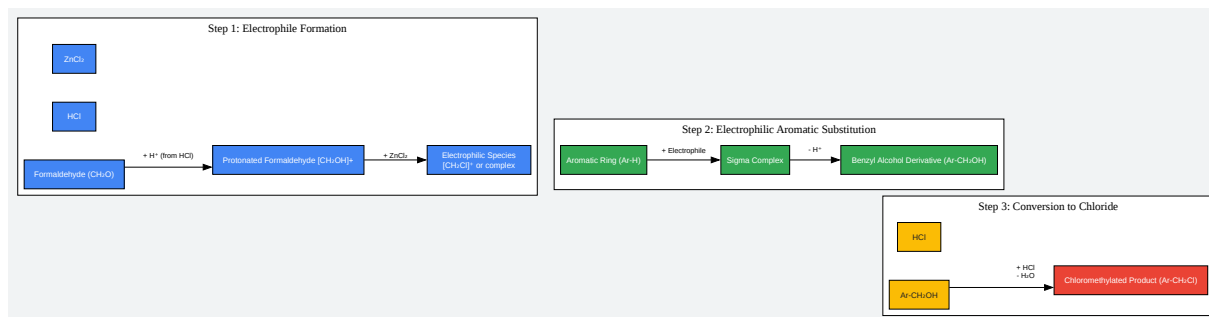 Step 1: Electrophile Formation
ZnCl₂
HCl
Formaldehyde (CH₂O)
+ H⁺ (from HCl)
Protonated Formaldehyde [CH₂OH]+
+ ZnCl₂
Electrophilic Species
[CH₂Cl]⁺ or complex
Step 2: Electrophilic Aromatic Substitution
Aromatic Ring (Ar-H)
+ Electrophile
Sigma Complex
- H⁺
Benzyl Alcohol Derivative (Ar-CH₂OH)
Step 3: Conversion to Chloride
HCl
Ar-CH₂OH
+ HCl
- H₂O
Chloromethylated Product (Ar-CH₂Cl)